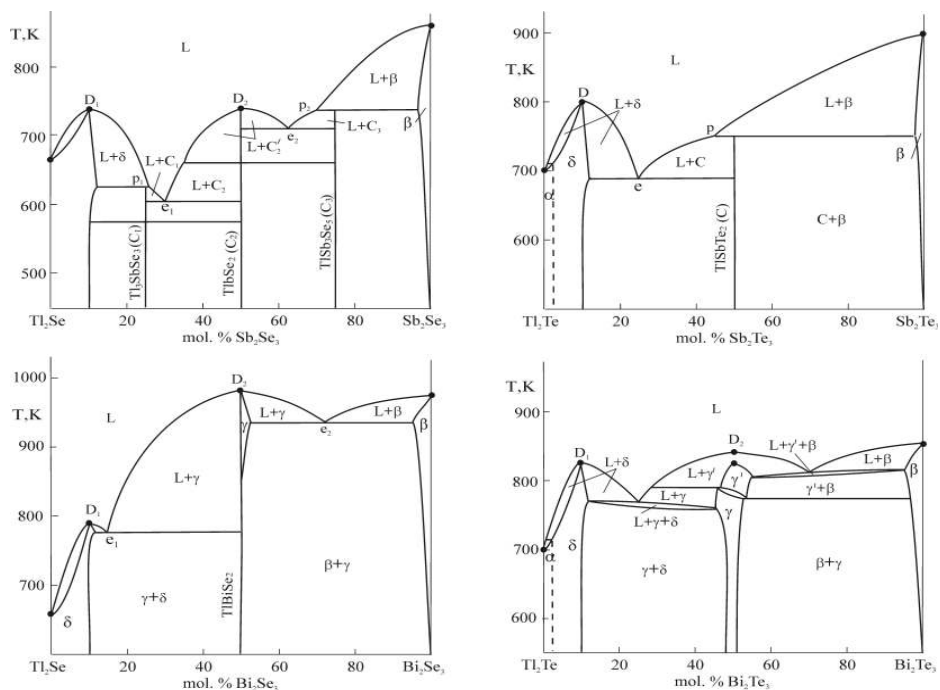 T,K
L
800
700
600
500
D₁
D₂
p₂
L+β
β
L+C₂′
e₂
L+C₃
L+δ
p₁
L+C₁
L+C₂
e₁
Tl₃SbSe₃ (C₁)
TlbSe₂ (C₂)
TlSb₃Se₅ (C₃)
Tl₂Se
20
40
60
80
Sb₂Se₃
mol. % Sb₂Se₃
900
T,K
800
700
600
L
D
L+δ
L+β
p
β
δ
α
L+C
e
TlSbTe₂ (C)
C+β
Tl₂Te
20
40
60
80
Sb₂Te₃
mol. % Sb₂Te₃
1000
T,K
900
800
700
L
D₂
L+γ
L+β
e₂
γ
β
L+γ
D₁
e₁
δ
γ+δ
TlBiSe₂
β+γ
Tl₂Se
20
40
60
80
Bi₂Se₃
mol. % Bi₂Se₃
T,K
900
800
700
600
L
D₁
D₂
L+δ
L+γ'+β
L+γ'
γ'
L+β
β
γ'+β
L+γ
L+γ+δ
γ
α
δ
γ+δ
β+γ
Tl₂Te
20
40
60
80
Bi₂Te₃
mol. % Bi₂Te₃